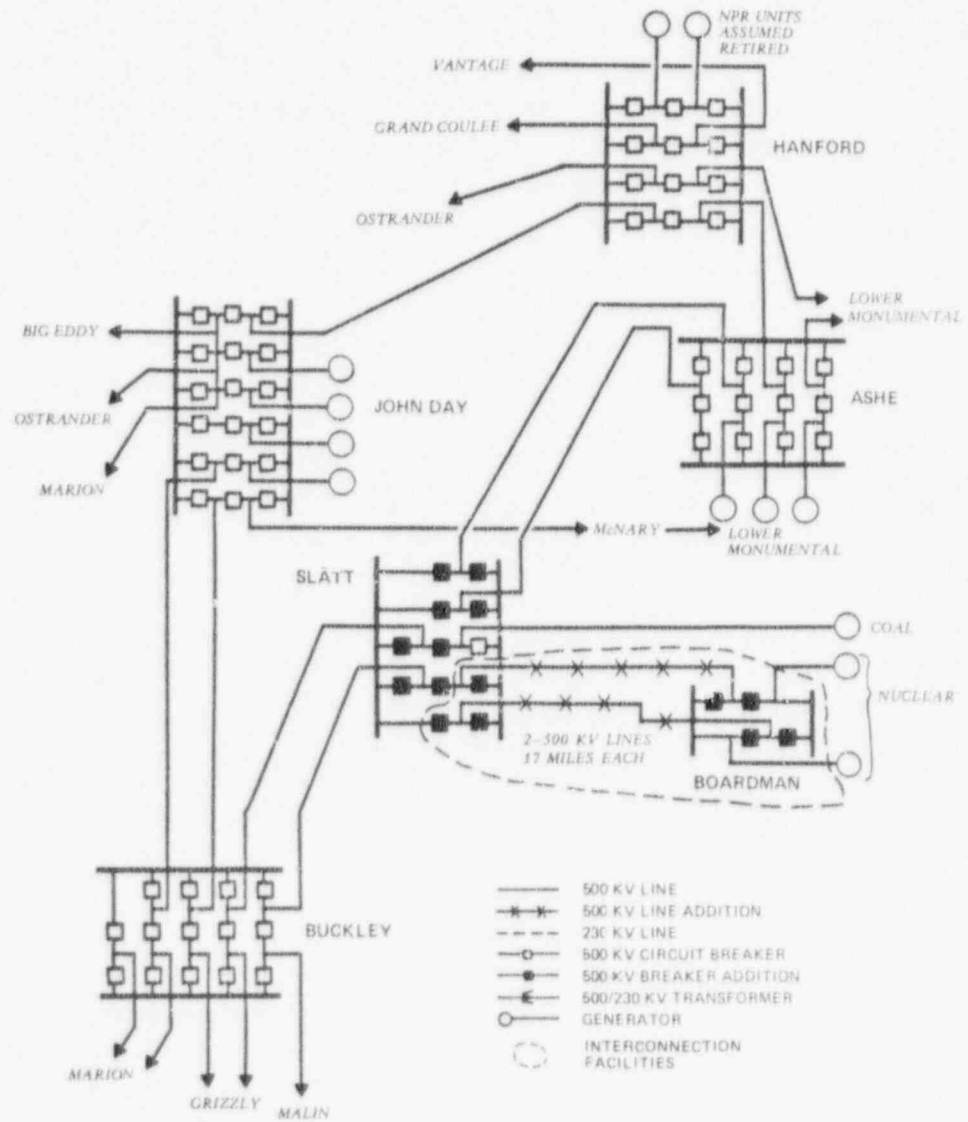 NPR UNITS
ASSUMED
RETIRED
VANTAGE
GRAND COULEE
HANFORD
OSTRANDER
LOWER
MONUMENTAL
BIG EDDY
ASHE
JOHN DAY
OSTRANDER
MARION
McNARY
LOWER
MONUMENTAL
SLATT
COAL
NUCLEAR
2-500 KV LINES
17 MILES EACH
BOARDMAN
BUCKLEY
500 KV LINE
500 KV LINE ADDITION
230 KV LINE
500 KV CIRCUIT BREAKER
500 KV BREAKER ADDITION
500/230 KV TRANSFORMER
GENERATOR
INTERCONNECTION
FACILITIES
MARION
GRIZZLY
MALIN